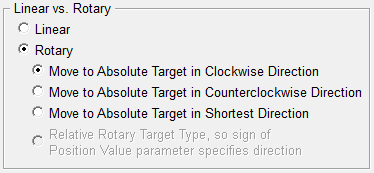 Linear vs. Rotary
Linear
Rotary
Move to Absolute Target in Clockwise Direction
Move to Absolute Target in Counterclockwise Direction
Move to Absolute Target in Shortest Direction
Relative Rotary Target Type, so sign of
Position Value parameter specifies direction